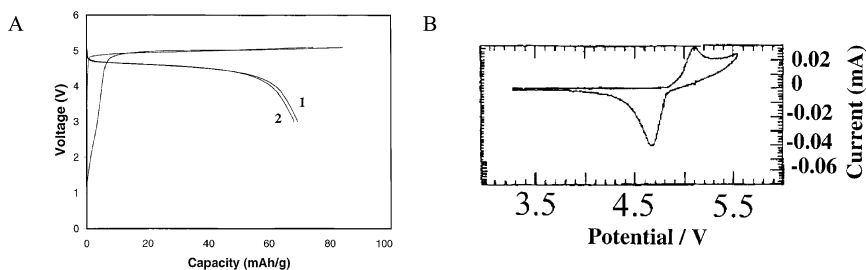 A
Voltage (V)
6
5
4
3
2
1
0
1
2
0 20 40 60 80 100
Capacity (mAh/g)
B
0.02
0
-0.02
-0.04
-0.06
Current (mA)
3.5 4.5 5.5
Potential / V